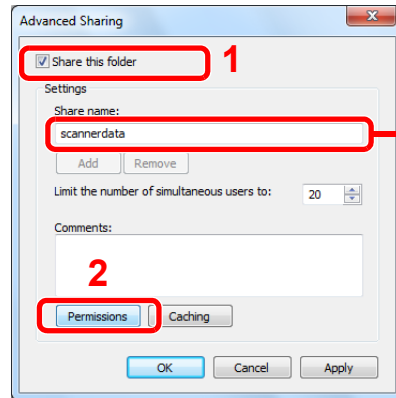 Advanced Sharing
Share this folder
1
Settings
Share name:
scannerdata
Add Remove
Limit the number of simultaneous users to: 20
Comments:
2
Permissions Caching
OK Cancel Apply